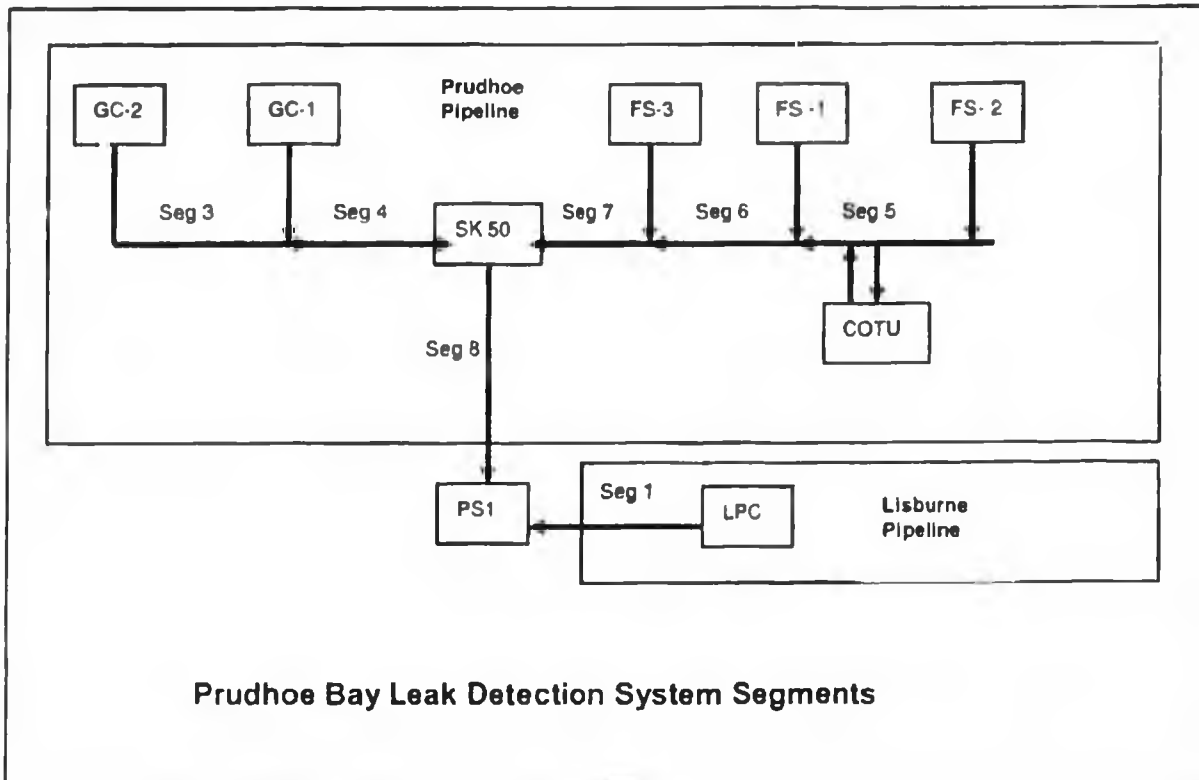 Prudhoe
Pipeline
GC-2
GC-1
FS-3
FS-1
FS-2
Seg 3
Seg 4
SK 50
Seg 7
Seg 6
Seg 5
COTU
Seg 8
PS1
Seg 1
LPC
Lisburne
Pipeline
Prudhoe Bay Leak Detection System Segments